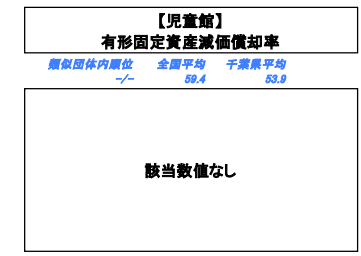 【児童館】
有形固定資産減価償却率
類似団体内順位 全国平均 千葉県平均
-/- 59.4 53.9
該当数値なし